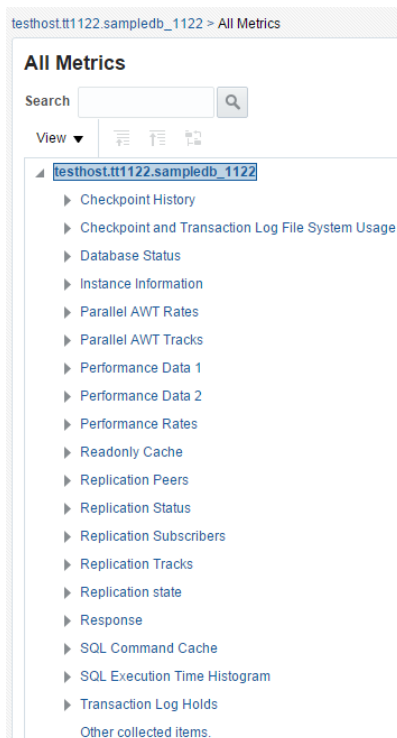 testhost.tt1122.sampledb_1122 > All Metrics
All Metrics
Search
View
testhost.tt1122.sampledb_1122
Checkpoint History
Checkpoint and Transaction Log File System Usage
Database Status
Instance Information
Parallel AWT Rates
Parallel AWT Tracks
Performance Data 1
Performance Data 2
Performance Rates
Readonly Cache
Replication Peers
Replication Status
Replication Subscribers
Replication Tracks
Replication state
Response
SQL Command Cache
SQL Execution Time Histogram
Transaction Log Holds
Other collected items.